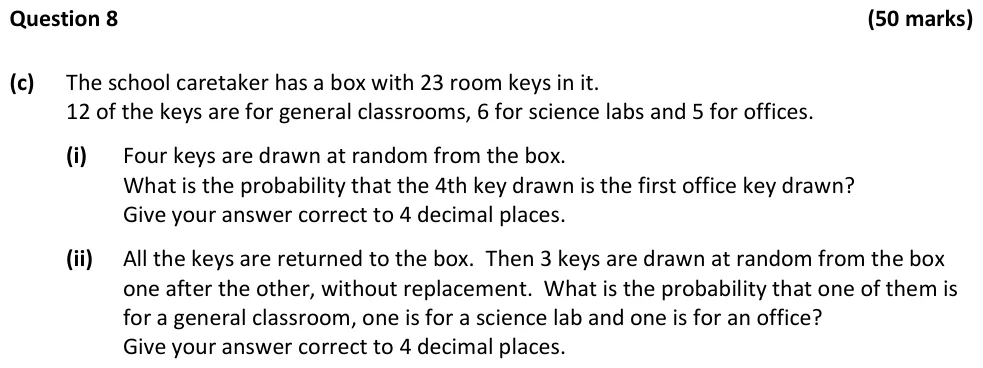 Question 8 (50 marks)
(c) The school caretaker has a box with 23 room keys in it.
12 of the keys are for general classrooms, 6 for science labs and 5 for offices.
(i) Four keys are drawn at random from the box.
What is the probability that the 4th key drawn is the first office key drawn?
Give your answer correct to 4 decimal places.
(ii) All the keys are returned to the box. Then 3 keys are drawn at random from the box
one after the other, without replacement. What is the probability that one of them is
for a general classroom, one is for a science lab and one is for an office?
Give your answer correct to 4 decimal places.